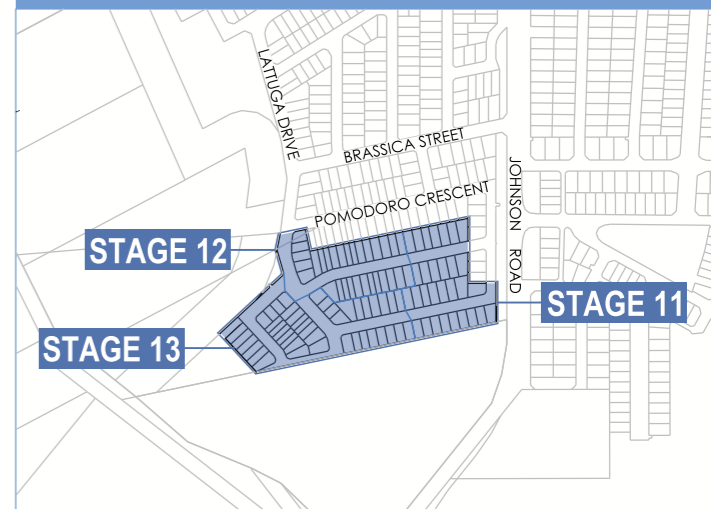 LATTUGA DRIVE
BRASSICA STREET
POMODORO CRESCENT
JOHNSON ROAD
STAGE 12
STAGE 11
STAGE 13